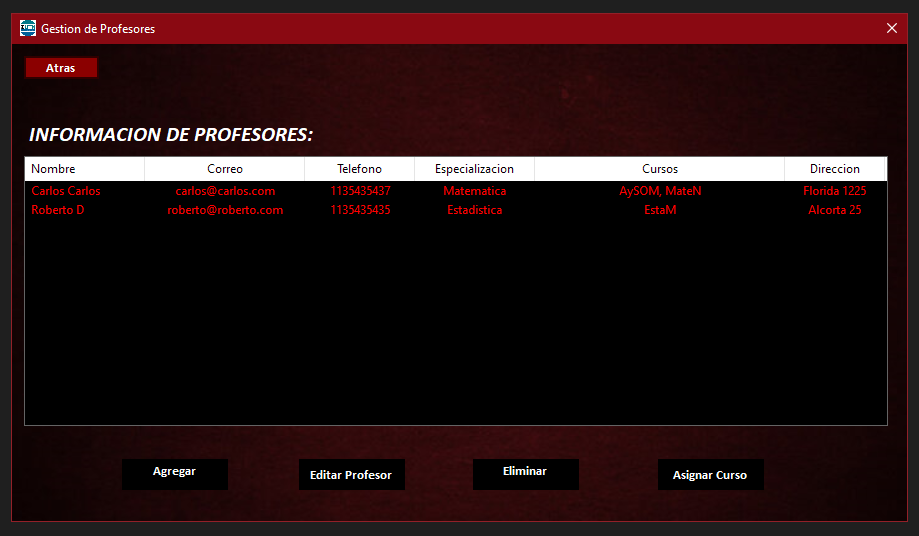 Gestion de Profesores
Atras
INFORMACION DE PROFESORES:
Nombre Correo Telefono Especializacion Cursos Direccion
Carlos Carlos carlos@carlos.com 1135435437 Matematica AySOM, MateN Florida 1225
Roberto D roberto@roberto.com 1135435435 Estadistica EstaM Alcorta 25
Agregar Editar Profesor Eliminar Asignar Curso